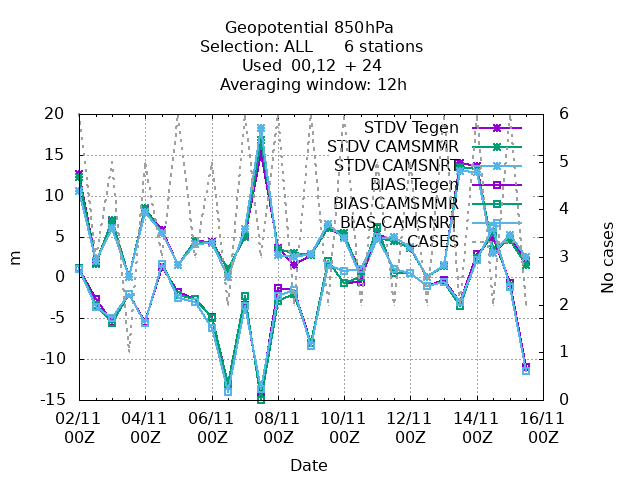 Geopotential 850hPa
Selection: ALL 6 stations
Used 00,12 + 24
Averaging window: 12h
20
15
10
5
0
-5
-10
-15
m
STDV Tegen
STDV CAMSMMR
STDV CAMSNRT
BIAS Tegen
BIAS CAMSMMR
BIAS CAMSNRT
CASES
6
5
4
3
2
1
0
No cases
02/11 04/11 06/11 08/11 10/11 12/11 14/11 16/11
00Z 00Z 00Z 00Z 00Z 00Z 00Z 00Z
Date